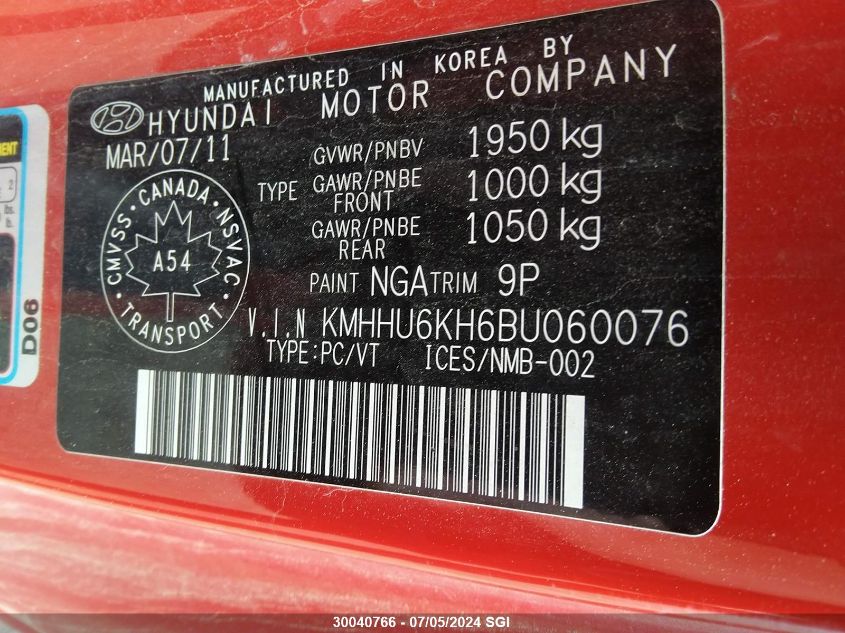 MANUFACTURED IN KOREA BY
HYUNDAI MOTOR COMPANY
MAR/07/11
GVWR/PNBV 1950 kg
TYPE GAWR/PNBE FRONT 1000 kg
GAWR/PNBE REAR 1050 kg
CANADA
CMVSS NSVAC
A54
TRANSPORT
PAINT NGA TRIM 9P
V.I.N KMHHU6KH6BU060076
TYPE:PC/VT ICES/NMB-002
D06
30040766 - 07/05/2024 SGI